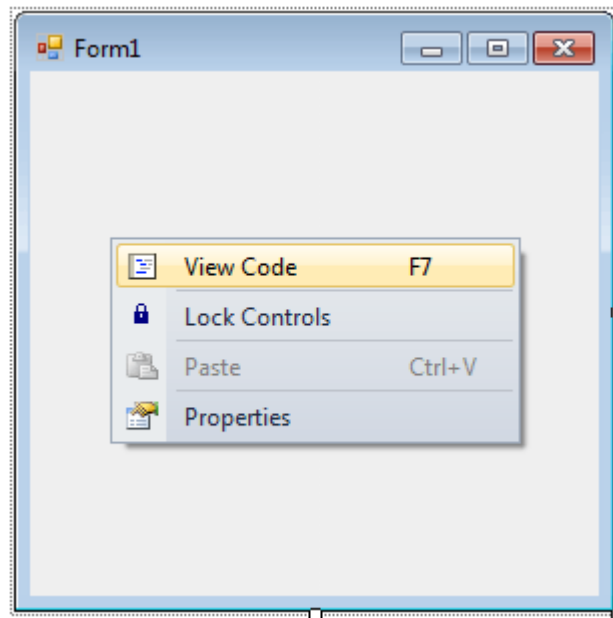 Form1
View Code F7
Lock Controls
Paste Ctrl+V
Properties